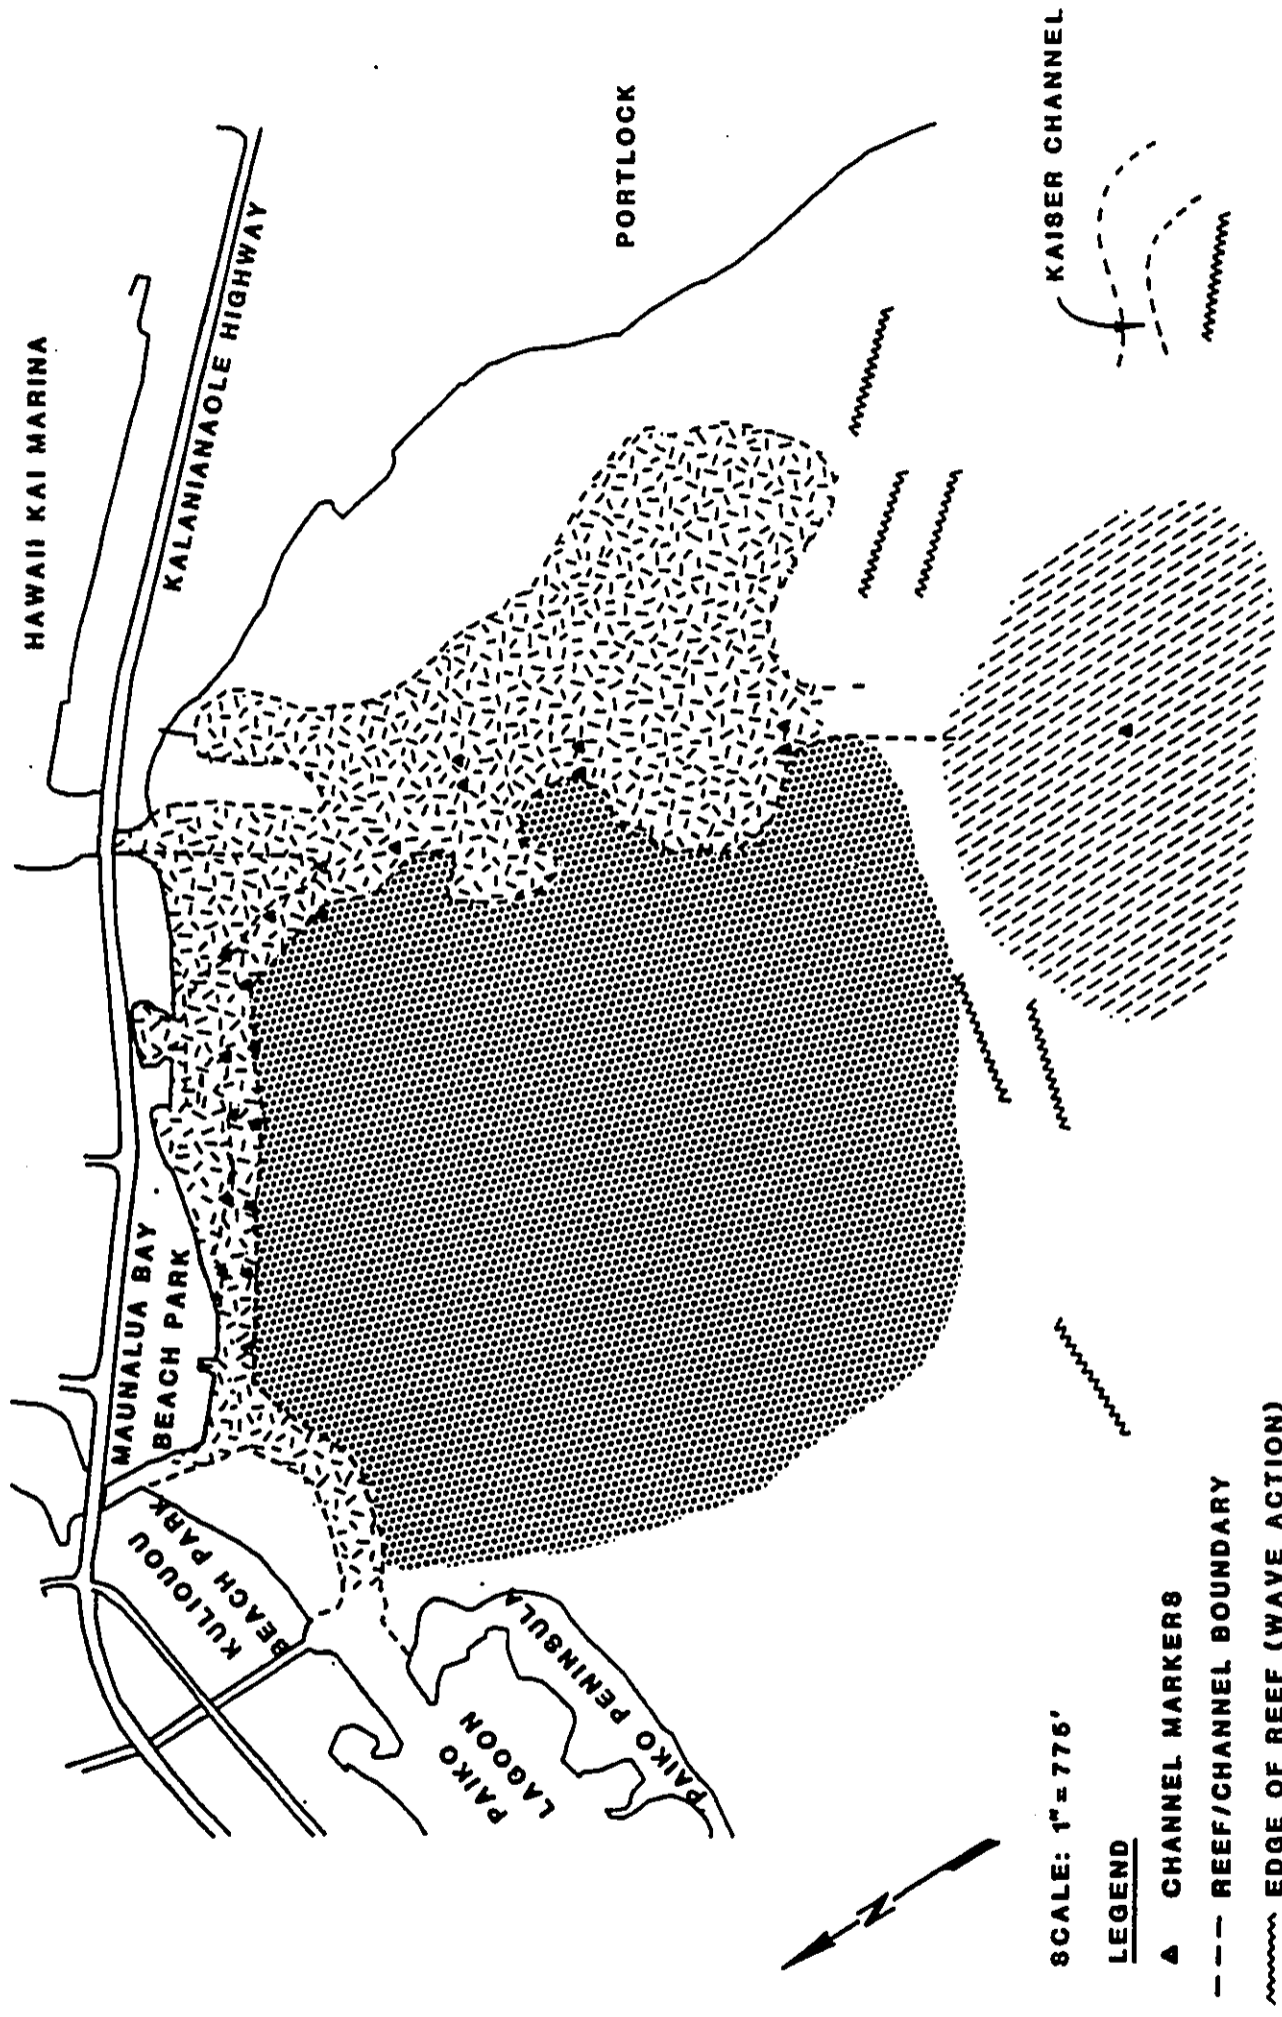 HAWAII KAI MARINA
KALANIANAOLE HIGHWAY
PORTLOCK
KAISER CHANNEL
MAUNALUA BAY
BEACH PARK
KULIOUOU
BEACH PARK
PAIKO
LAGOON
PAIKO PENINSULA
PAIKO
N
SCALE: 1"=775'
LEGEND
CHANNEL MARKERS
REEF/CHANNEL BOUNDARY
EDGE OF REEF (WAVE ACTION)